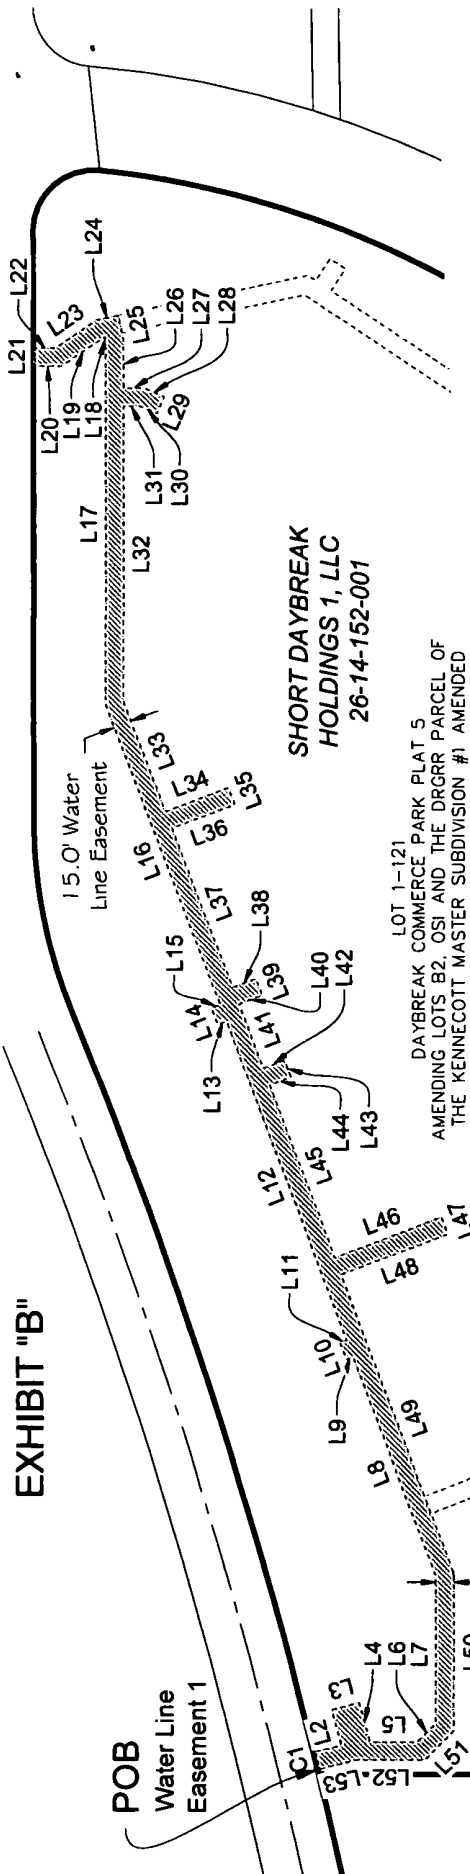 EXHIBIT "B"
POB
Water Line
Easement 1
C1
L2
L3
L4
L6
L7
L5
L51
L52
L53
L8
L49
L9
L10
L11
L12
L45
L46
L48
L47
L13
L14
L15
L41
L44
L43
L40
L42
L39
L38
L16
L37
L36
L34
L35
L33
15.0' Water
Line Easement
L17
L32
L31
L30
L29
L28
L27
L26
L25
L24
L18
L19
L20
L21
L22
L23
SHORT DAYBREAK
HOLDINGS 1, LLC
26-14-152-001
LOT 1-121
DAYBREAK COMMERCE PARK PLAT 5
AMENDING LOTS B2, OS1 AND THE DRGRR PARCEL OF
THE KENNECOTT MASTER SUBDIVISION #1 AMENDED